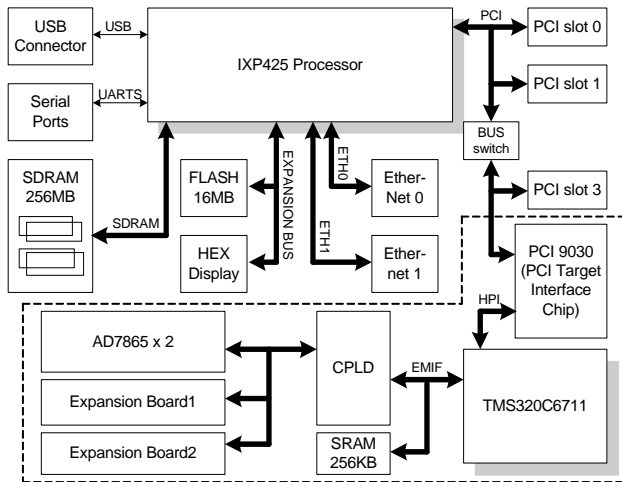 USB
Connector
USB
IXP425 Processor
PCI
PCI slot 0
Serial
Ports
UARTS
PCI slot 1
BUS
switch
SDRAM
256MB
SDRAM
FLASH
16MB
EXPANSION BUS
ETH0
Ether-
Net 0
PCI slot 3
HEX
Display
ETH1
Ether-
net 1
PCI 9030
(PCI Target
Interface
Chip)
HPI
AD7865 x 2
CPLD
EMIF
TMS320C6711
Expansion Board1
Expansion Board2
SRAM
256KB